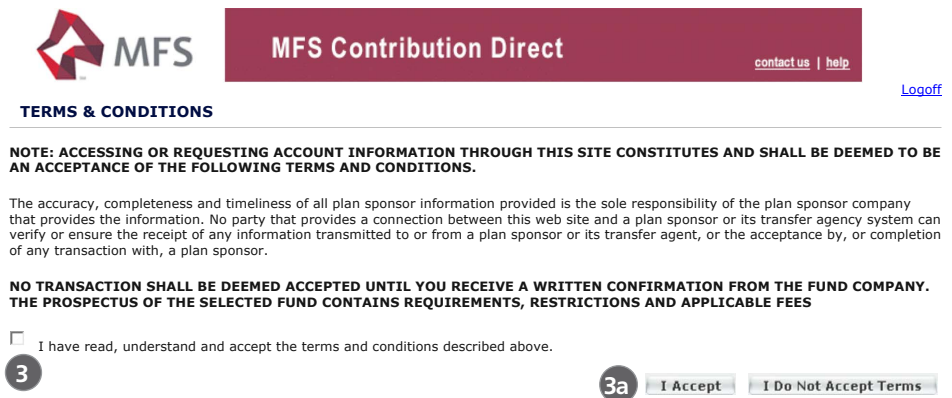 MFS
MFS Contribution Direct
contact us | help
Logoff
TERMS & CONDITIONS
NOTE: ACCESSING OR REQUESTING ACCOUNT INFORMATION THROUGH THIS SITE CONSTITUTES AND SHALL BE DEEMED TO BE
AN ACCEPTANCE OF THE FOLLOWING TERMS AND CONDITIONS.
The accuracy, completeness and timeliness of all plan sponsor information provided is the sole responsibility of the plan sponsor company
that provides the information. No party that provides a connection between this web site and a plan sponsor or its transfer agency system can
verify or ensure the receipt of any information transmitted to or from a plan sponsor or its transfer agent, or the acceptance by, or completion
of any transaction with, a plan sponsor.
NO TRANSACTION SHALL BE DEEMED ACCEPTED UNTIL YOU RECEIVE A WRITTEN CONFIRMATION FROM THE FUND COMPANY.
THE PROSPECTUS OF THE SELECTED FUND CONTAINS REQUIREMENTS, RESTRICTIONS AND APPLICABLE FEES
I have read, understand and accept the terms and conditions described above.
3
3a I Accept I Do Not Accept Terms